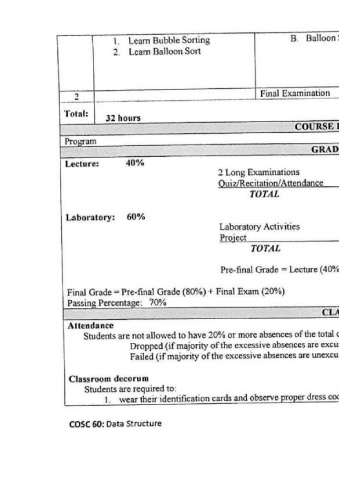 1. Learn Bubble Sorting B. Balloon
2. Learn Balloon Sort
2 Final Examination
Total: 32 hours
COURSE
Program
GRAD
Lecture: 40%
2 Long Examinations
Quiz/Recitation/Attendance
TOTAL
Laboratory: 60%
Laboratory Activities
Project
TOTAL
Pre-final Grade = Lecture (40%
Final Grade = Pre-final Grade (80%) + Final Exam (20%)
Passing Percentage: 70%
CLA
Attendance
Students are not allowed to have 20% or more absences of the total
Dropped (if majority of the excessive absences are excu
Failed (if majority of the excessive absences are unexcu
Classroom decorum
Students are required to:
1. wear their identification cards and observe proper dress co
COSC 60: Data Structure